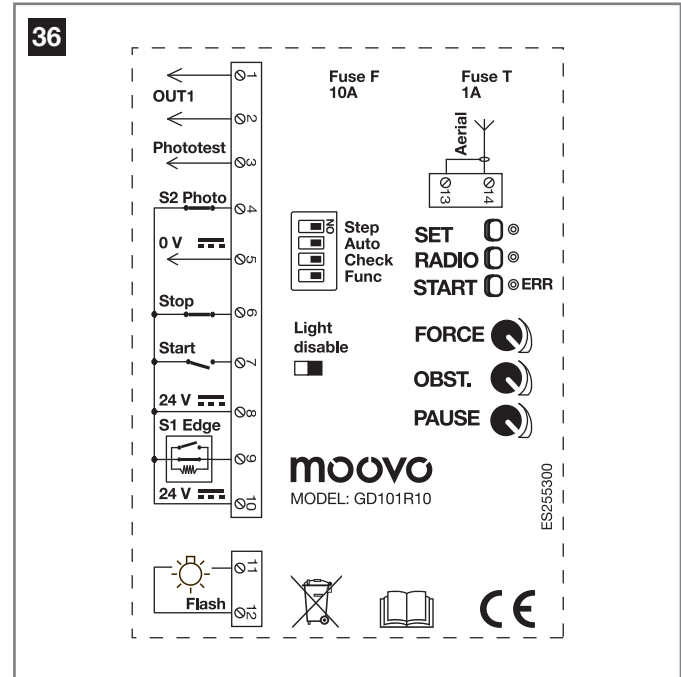 36
OUT1
1
2
Phototest
3
S2 Photo
4
0 V
5
Stop
6
Start
7
24 V
8
S1 Edge
9
24 V
10
Flash
11
12
Fuse F
10A
Fuse T
1A
Aerial
13
14
NO
Step
Auto
Check
Func
SET
RADIO
START
ERR
Light
disable
FORCE
OBST.
PAUSE
moovo
MODEL: GD101R10
ES255300
CE